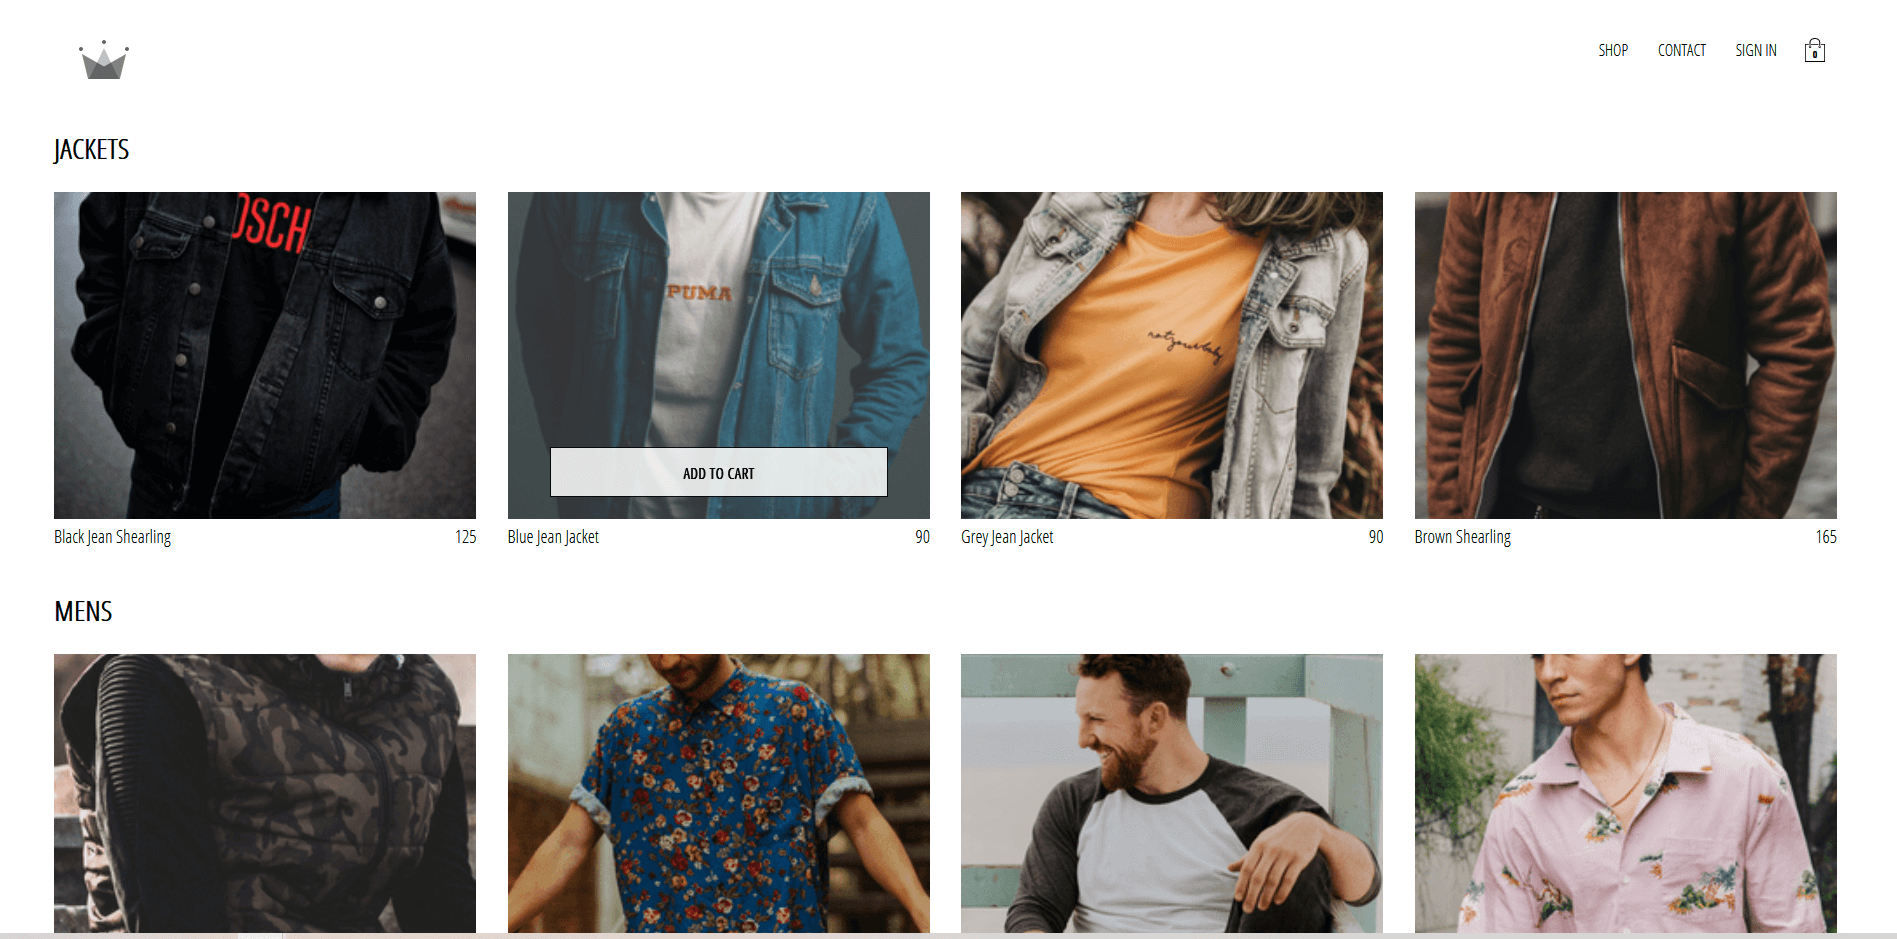 SHOP CONTACT SIGN IN 0
JACKETS
OSCH
PUMA
notyourbaby
ADD TO CART
Black Jean Shearling 125
Blue Jean Jacket 90
Grey Jean Jacket 90
Brown Shearling 165
MENS